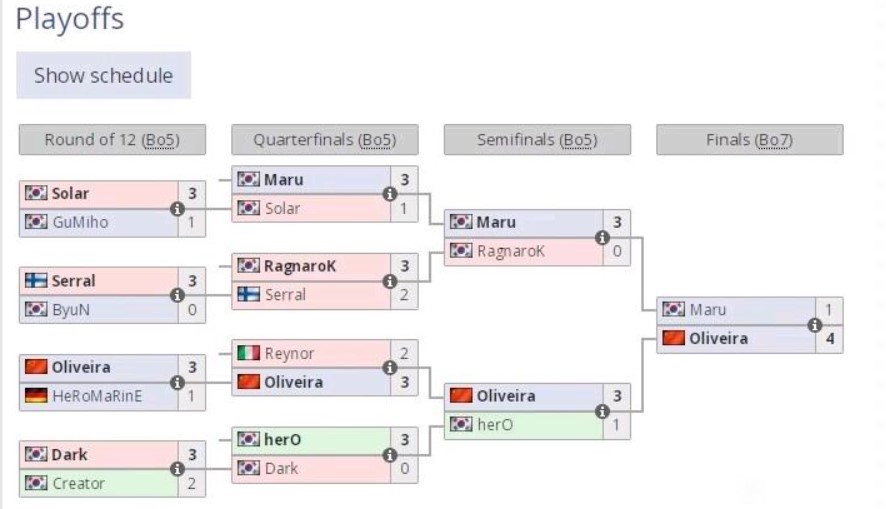 Playoffs
Show schedule
Round of 12 (Bo5)
Quarterfinals (Bo5)
Semifinals (Bo5)
Finals (Bo7)
Solar 3
GuMiho 1
Serral 3
ByuN 0
Oliveira 3
HeRoMaRinE 1
Dark 3
Creator 2
Maru 3
Solar 1
RagnaroK 3
Serral 2
Reynor 2
Oliveira 3
herO 3
Dark 0
Maru 3
RagnaroK 0
Oliveira 3
herO 1
Maru 1
Oliveira 4